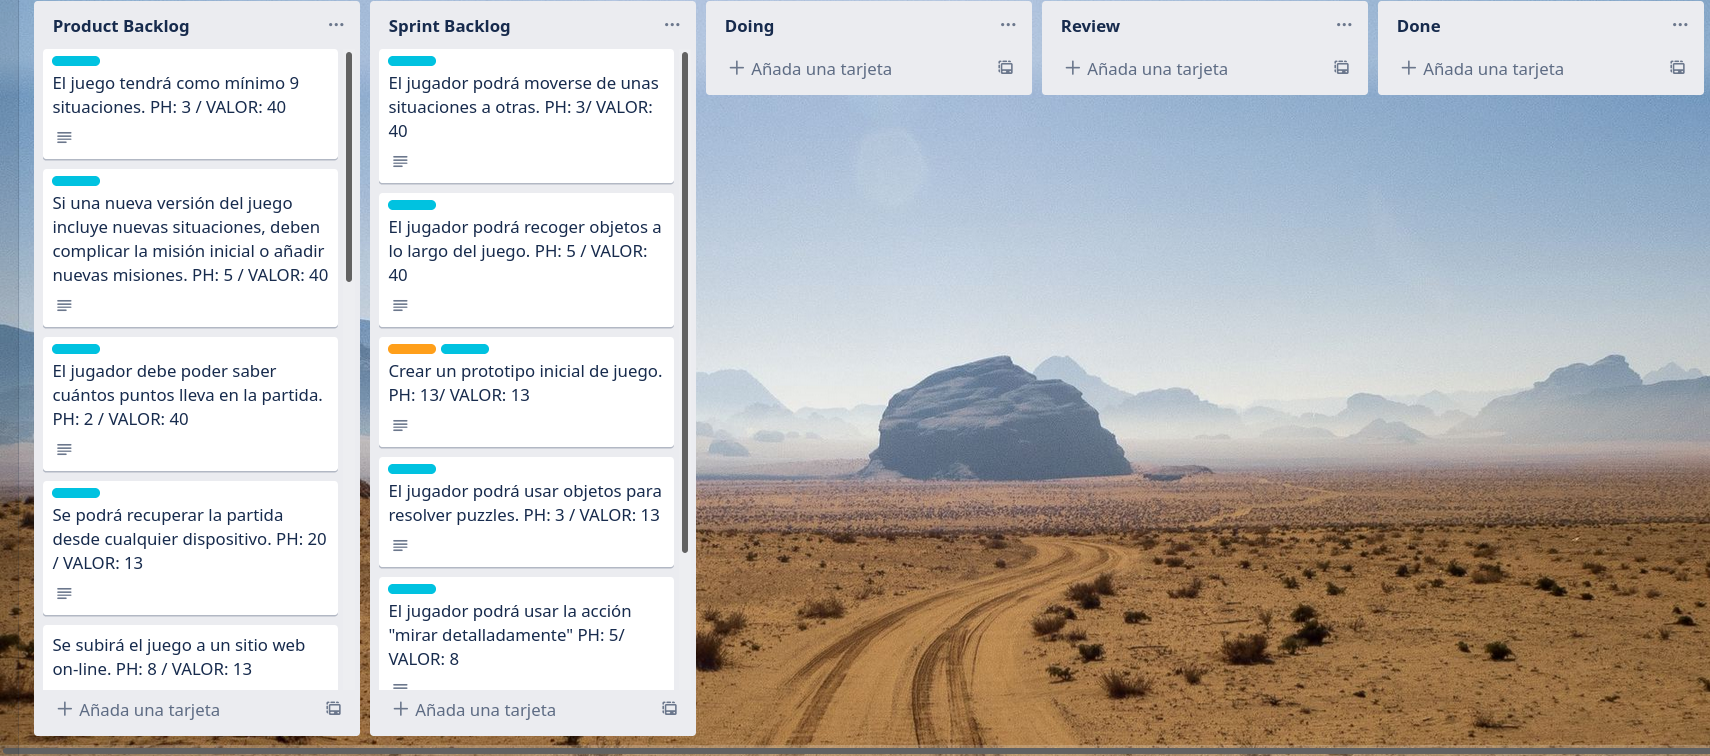 Product Backlog
El juego tendrá como mínimo 9
situaciones. PH: 3 / VALOR: 40
Si una nueva versión del juego
incluye nuevas situaciones, deben
complicar la misión inicial o añadir
nuevas misiones. PH: 5 / VALOR: 40
El jugador debe poder saber
cuántos puntos lleva en la partida.
PH: 2 / VALOR: 40
Se podrá recuperar la partida
desde cualquier dispositivo. PH: 20
/ VALOR: 13
Se subirá el juego a un sitio web
on-line. PH: 8 / VALOR: 13
Añada una tarjeta
Sprint Backlog
El jugador podrá moverse de unas
situaciones a otras. PH: 3/ VALOR:
40
El jugador podrá recoger objetos a
lo largo del juego. PH: 5 / VALOR:
40
Crear un prototipo inicial de juego.
PH: 13/ VALOR: 13
El jugador podrá usar objetos para
resolver puzzles. PH: 3 / VALOR: 13
El jugador podrá usar la acción
"mirar detalladamente" PH: 5/
VALOR: 8
Añada una tarjeta
Doing
Añada una tarjeta
Review
Añada una tarjeta
Done
Añada una tarjeta